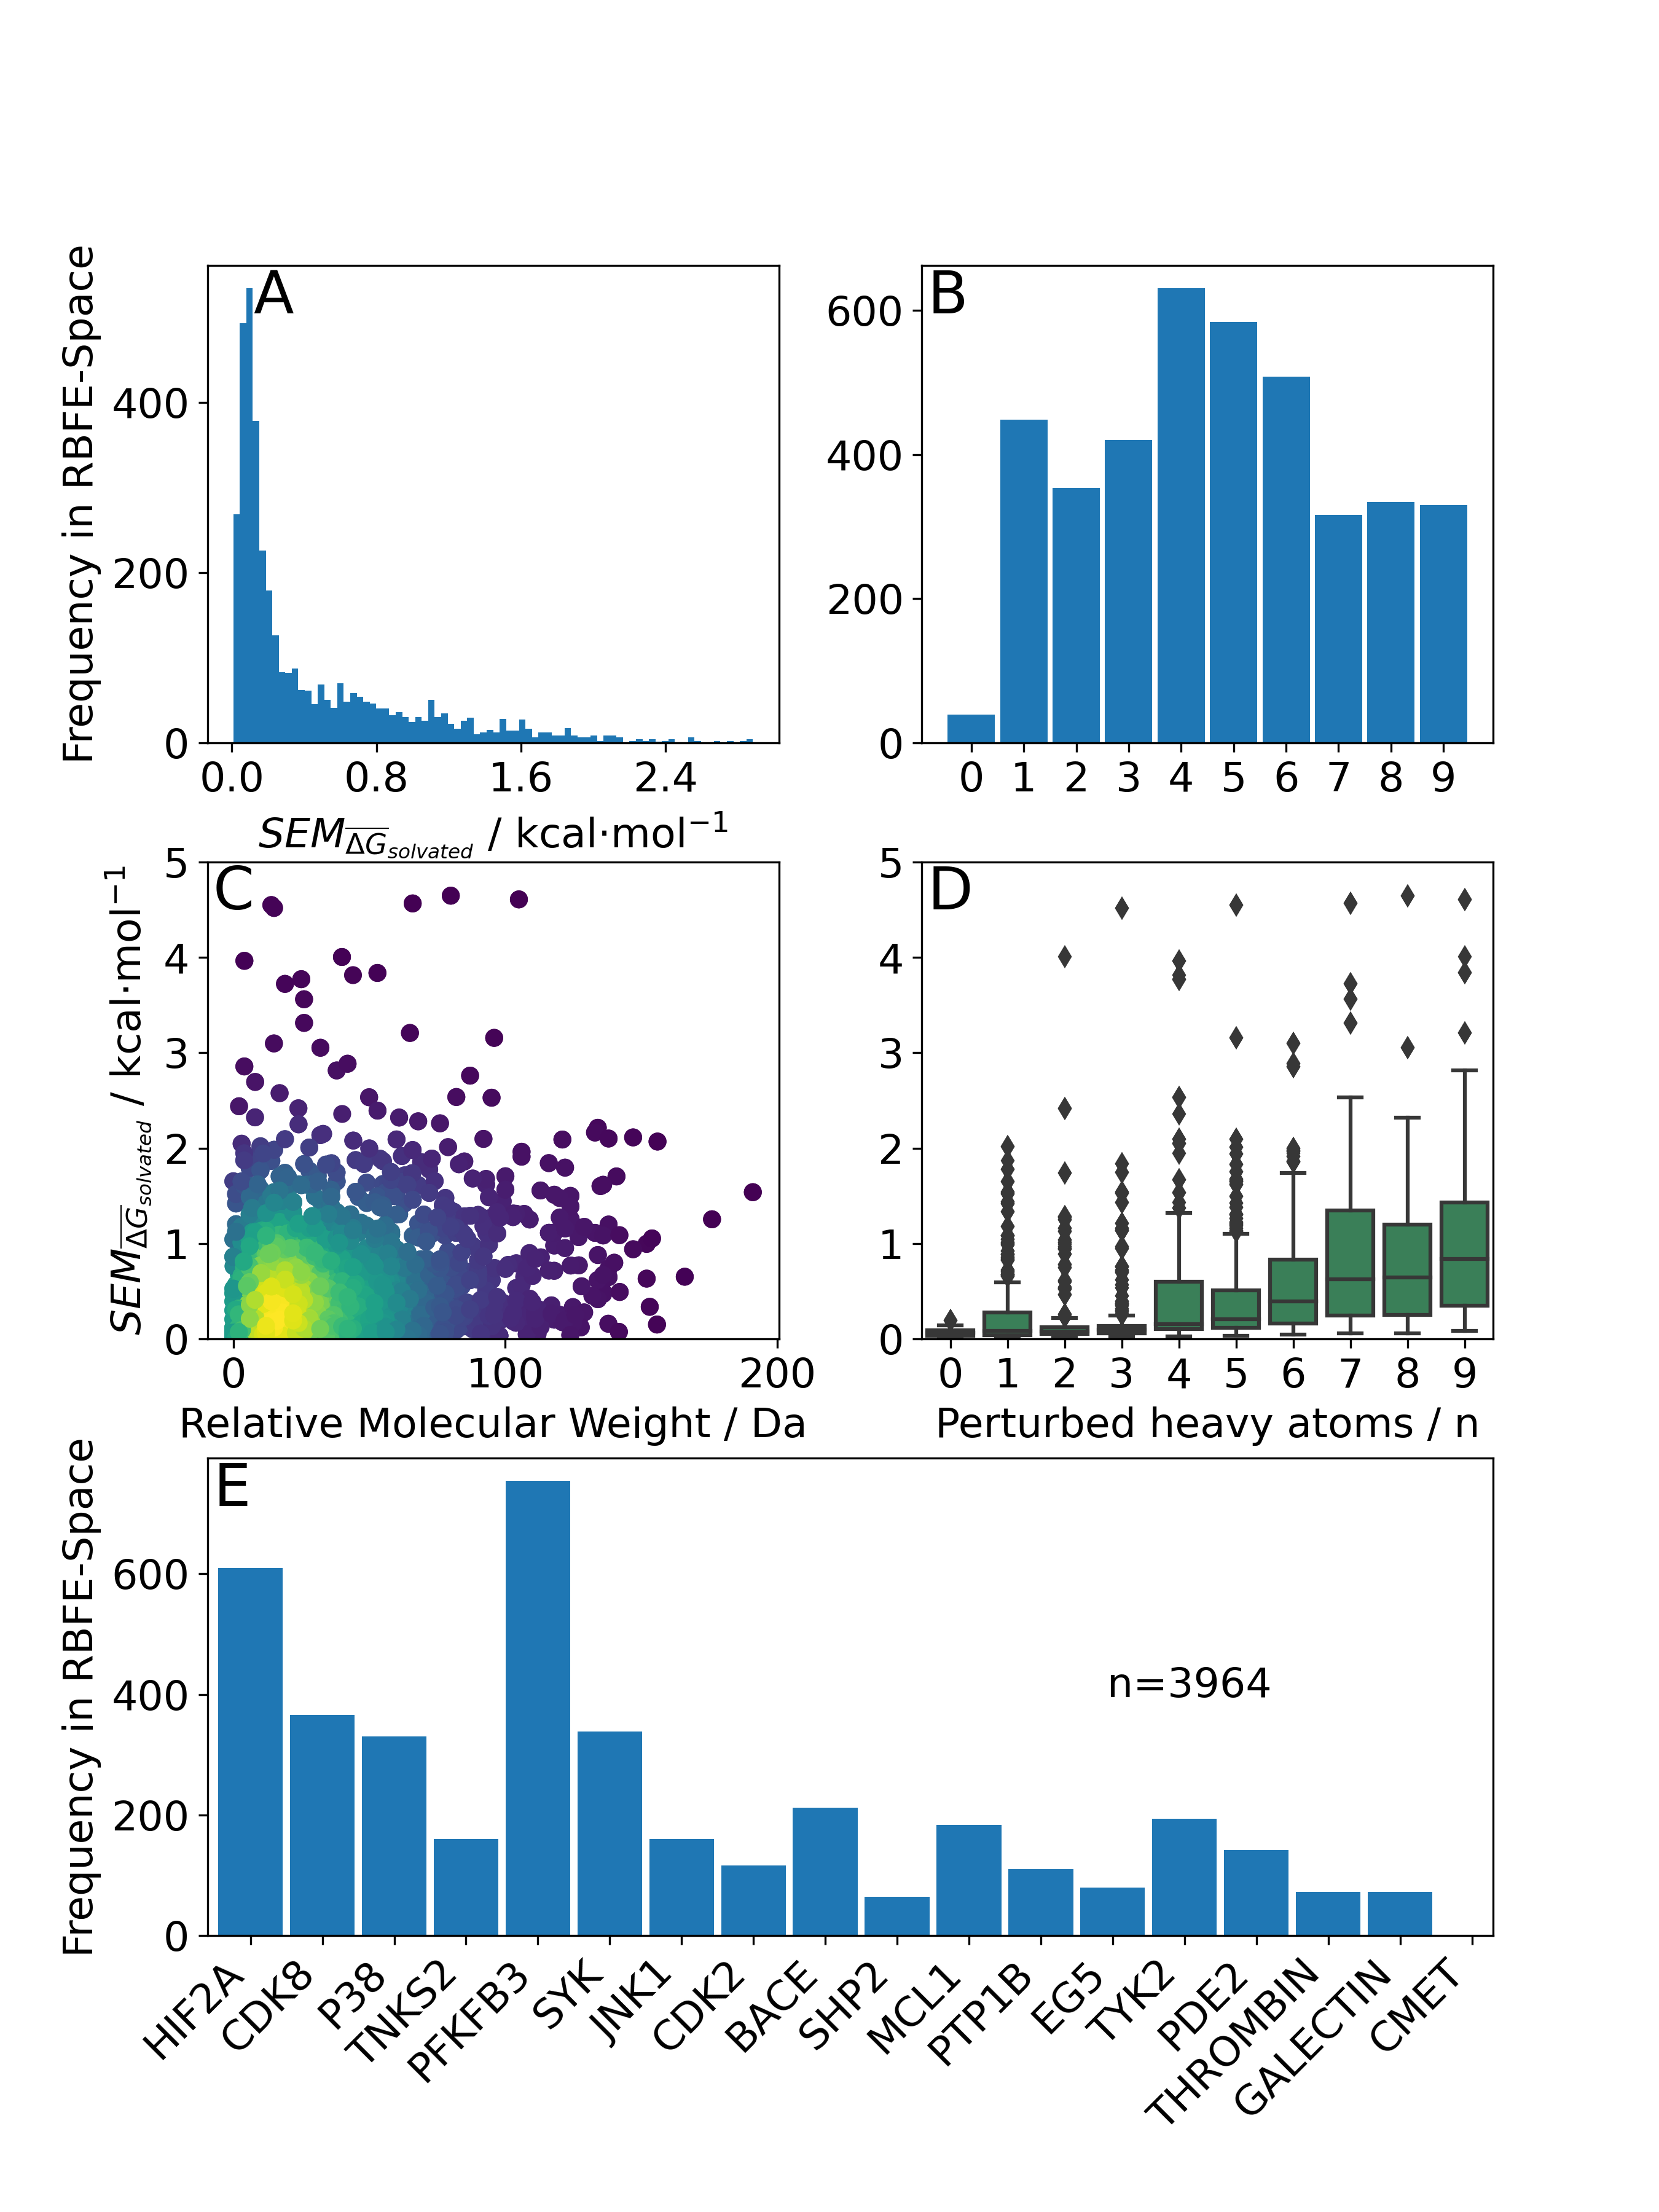 A
Frequency in RBFE-Space
400
200
0
0.0 0.8 1.6 2.4
SEM_{\overline{ΔG}_{solvated}} / kcal·mol⁻¹
B
600
400
200
0
0 1 2 3 4 5 6 7 8 9
C
SEM_{\overline{ΔG}_{solvated}} / kcal·mol⁻¹
5
4
3
2
1
0
0 100 200
Relative Molecular Weight / Da
D
5
4
3
2
1
0
0 1 2 3 4 5 6 7 8 9
Perturbed heavy atoms / n
E
Frequency in RBFE-Space
600
400
200
0
n=3964
HIF2A
CDK8
P38
TNKS2
PFKFB3
SYK
JNK1
CDK2
BACE
SHP2
MCL1
PTP1B
EG5
TYK2
PDE2
THROMBIN
GALECTIN
CMET